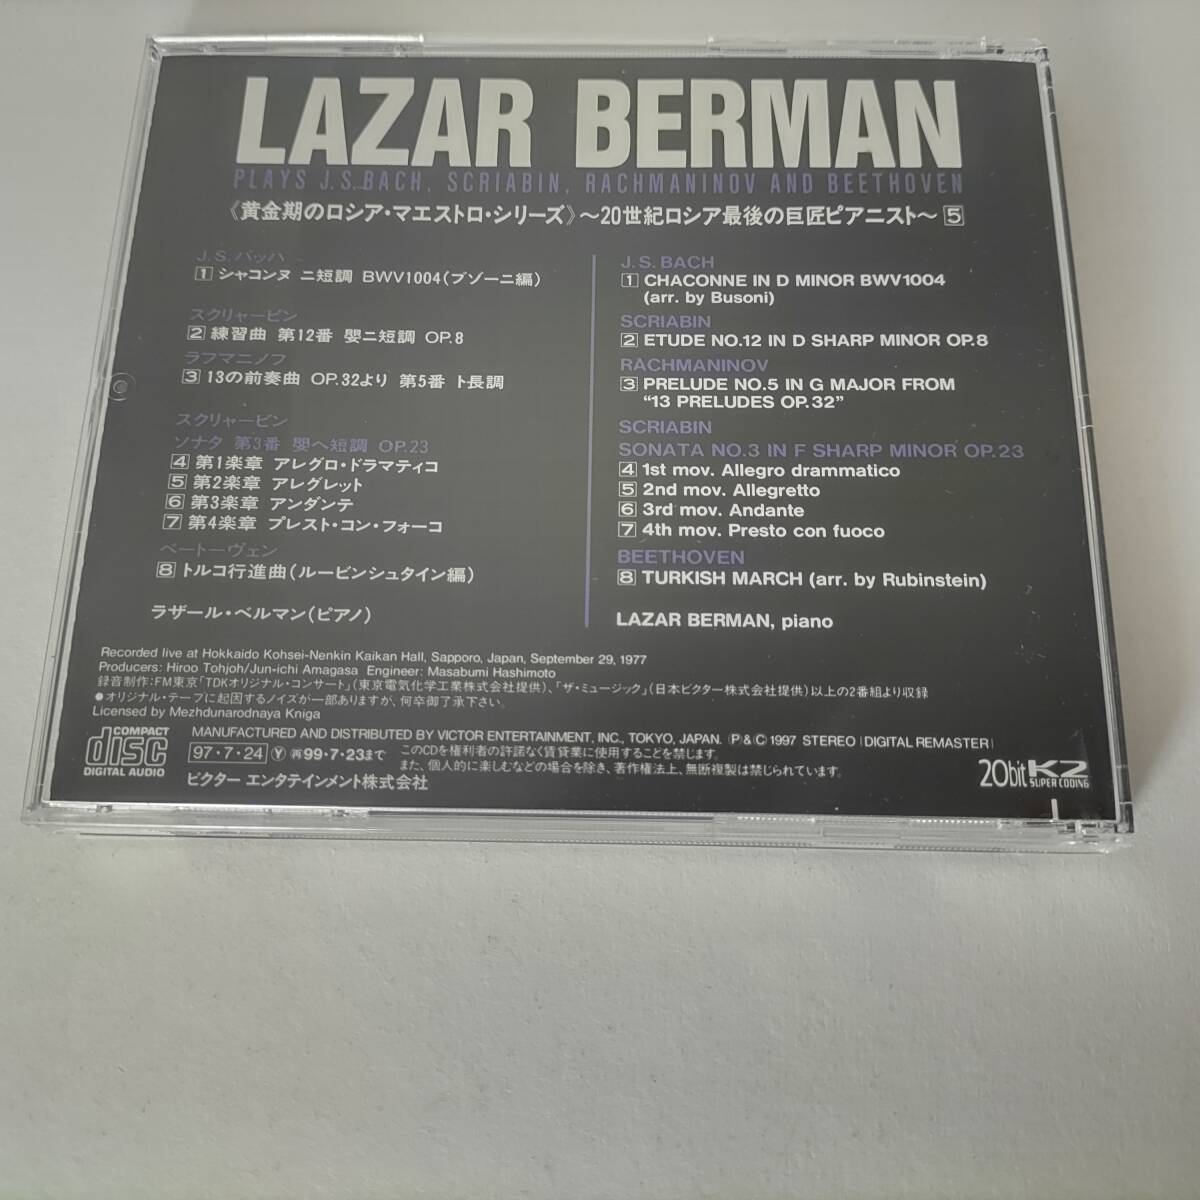 LAZAR BERMAN
PLAYS J.S.BACH, SCRIABIN, RACHMANINOV AND BEETHOVEN
《黄金期のロシア・マエストロ・シリーズ》〜20世紀ロシア最後の巨匠ピアニスト〜5
J.S.バッハ
1 シャコンヌ ニ短調 BWV1004(ブゾーニ編)
スクリャービン
2 練習曲 第12番 嬰ニ短調 OP.8
ラフマニノフ
3 13の前奏曲 OP.32より 第5番 ト長調
スクリャービン
ソナタ 第3番 嬰ヘ短調 OP.23
4 第1楽章 アレグロ・ドラマティコ
5 第2楽章 アレグレット
6 第3楽章 アンダンテ
7 第4楽章 プレスト・コン・フォーコ
ベートーヴェン
8 トルコ行進曲(ルービンシュタイン編)
ラザール・ベルマン(ピアノ)
J.S.BACH
1 CHACONNE IN D MINOR BWV1004
(arr. by Busoni)
SCRIABIN
2 ETUDE NO.12 IN D SHARP MINOR OP.8
RACHMANINOV
3 PRELUDE NO.5 IN G MAJOR FROM
"13 PRELUDES OP.32"
SCRIABIN
SONATA NO.3 IN F SHARP MINOR OP.23
4 1st mov. Allegro drammatico
5 2nd mov. Allegretto
6 3rd mov. Andante
7 4th mov. Presto con fuoco
BEETHOVEN
8 TURKISH MARCH (arr. by Rubinstein)
LAZAR BERMAN, piano
Recorded live at Hokkaido Kohsei-Nenkin Kaikan Hall, Sapporo, Japan, September 29, 1977
Producers: Hiroo Tohjoh/Jun-ichi Amagasa Engineer: Masabumi Hashimoto
録音制作:FM東京「TDKオリジナル・コンサート」(東京電気化学工業株式会社提供)、「ザ・ミュージック」(日本ビクター株式会社提供)以上の2番組より収録
●オリジナル・テープに起因するノイズが一部ありますが、何卒御了承下さい。
Licensed by Mezhdunarodnaya Kniga
COMPACT disc DIGITAL AUDIO
MANUFACTURED AND DISTRIBUTED BY VICTOR ENTERTAINMENT, INC., TOKYO, JAPAN. Ⓟ&Ⓒ 1997 STEREO |DIGITAL REMASTER|
97・7・24 Ⓨ 再 99・7・23まで
このCDを権利者の許諾なく賃貸業に使用することを禁じます。
また、個人的に楽しむなどの場合を除き、著作権法上、無断複製は禁じられています。
ビクター エンタテインメント株式会社
20bit K2 SUPER CODING